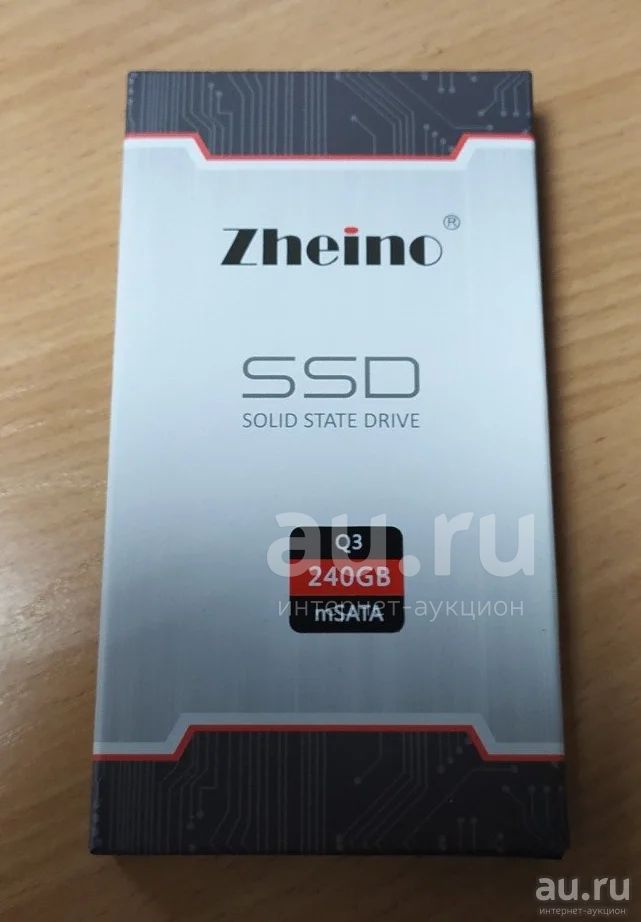 Zheino®
SSD
SOLID STATE DRIVE
au.ru
Q3
240GB
интернет-аукцион
mSATA
au.ru
интернет-аукцион